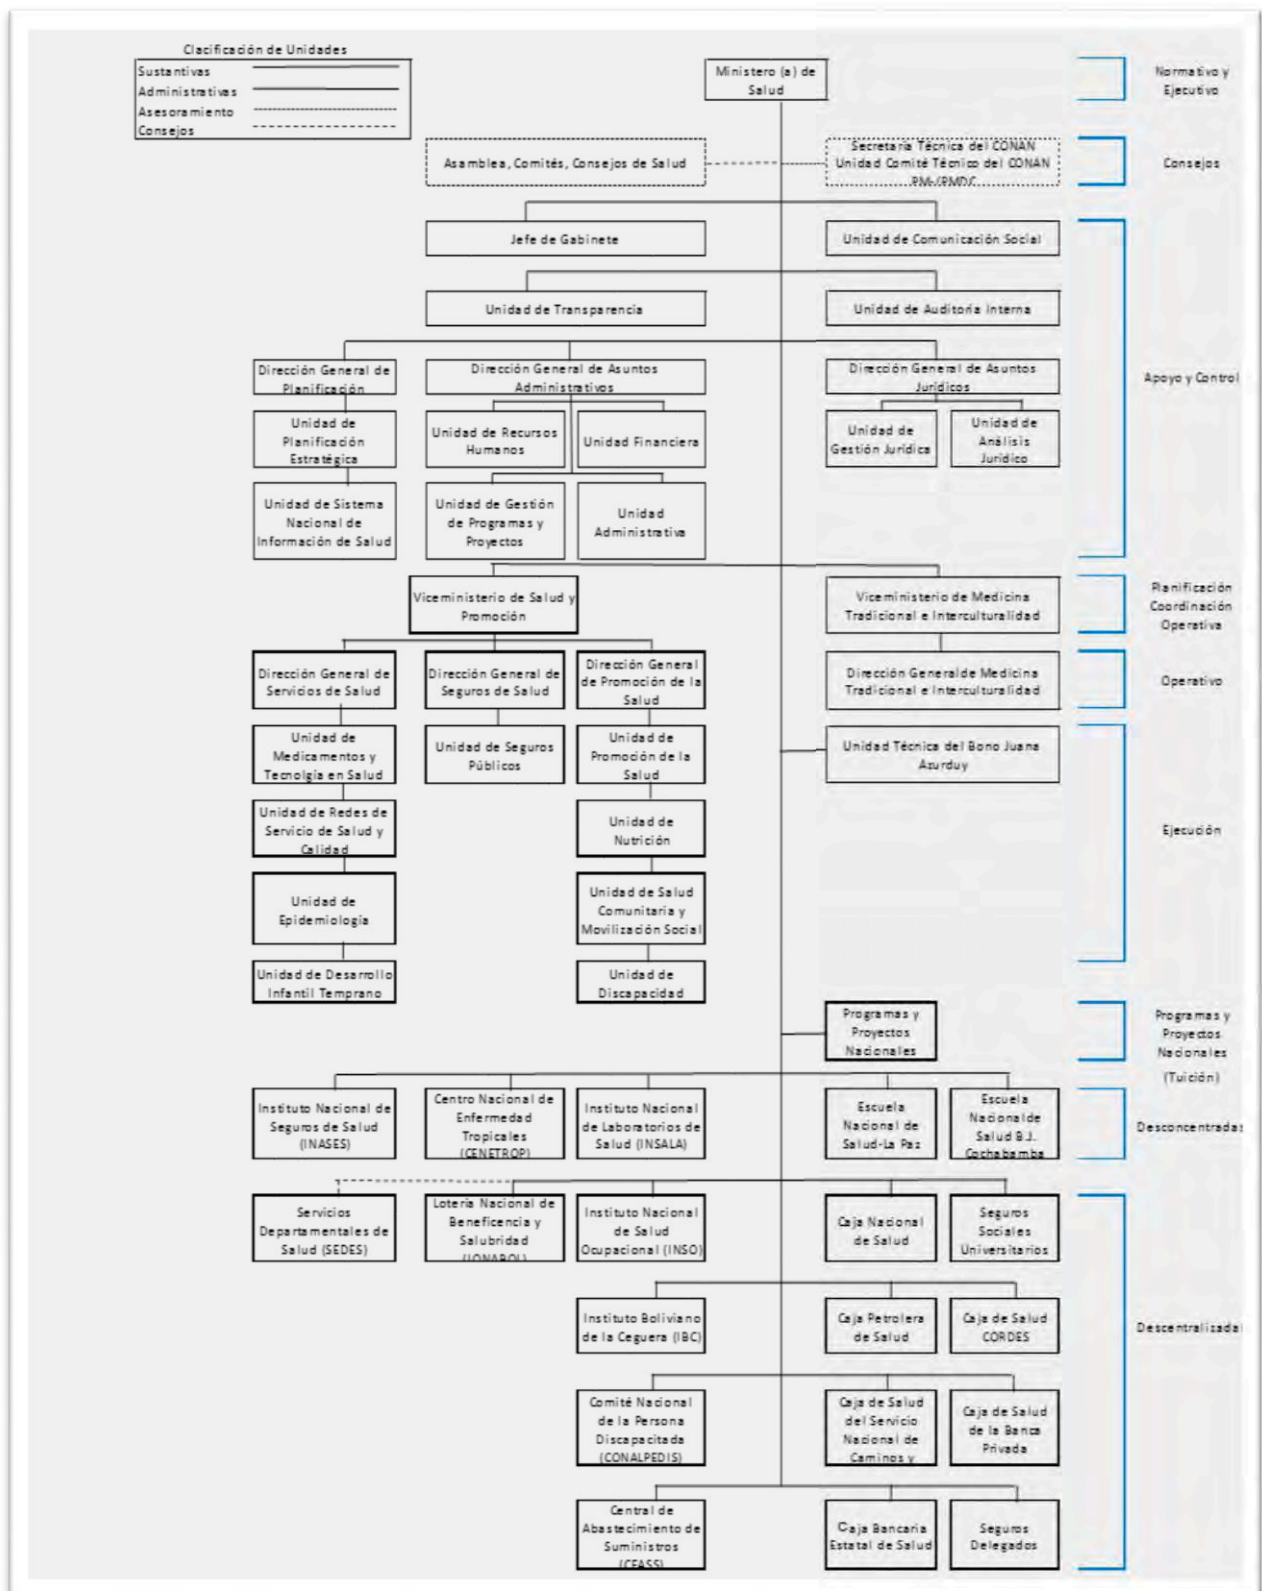 Clacificación de Unidades
Sustantivas
Administrativas
Asesoramiento
Consejos
Ministero (a) de
Salud
Normativo y
Ejecutivo
Asamblea, Comités, Consejos de Salud
Secretaría Técnica del CONAN
Unidad Comité Técnico del CONAN
Consejos
Jefe de Gabinete
Unidad de Comunicación Social
Unidad de Transparencia
Unidad de Auditoría Interna
Dirección General de
Planificación
Dirección General de Asuntos
Administrativos
Dirección General de Asuntos
Jurídicos
Apoyo y Control
Unidad de
Planificación
Estratégica
Unidad de Recursos
Humanos
Unidad Financiera
Unidad de
Gestión Jurídica
Unidad de
Análisis
Jurídico
Unidad de Sistema
Nacional de
Información de Salud
Unidad de Gestión
de Programas y
Proyectos
Unidad
Administrativa
Viceministerio de Salud y
Promoción
Viceministerio de Medicina
Tradicional e Interculturalidad
Planificación
Coordinación
Operativa
Dirección General de
Servicios de Salud
Dirección General de
Seguros de Salud
Dirección General
de Promoción de la
Salud
Dirección Generalde Medicina
Tradicional e Interculturalidad
Operativo
Unidad de
Medicamentos y
Tecnolgía en Salud
Unidad de Seguros
Públicos
Unidad de
Promoción de la
Salud
Unidad Técnica del Bono Juana
Azurduy
Unidad de Redes de
Servicio de Salud y
Calidad
Unidad de
Nutrición
Ejecución
Unidad de
Epidemiología
Unidad de Salud
Comunitaria y
Movilización Social
Unidad de Desarrollo
Infantil Temprano
Unidad de
Discapacidad
Programas y
Proyectos
Nacionales
Programas y
Proyectos
Nacionales
(Tuición)
Instituto Nacional de
Seguros de Salud
(INASES)
Centro Nacional de
Enfermedad
Tropicales
(CENETROP)
Instituto Nacional
de Laboratorios de
Salud (INSALA)
Escuela
Nacional de
Salud-La Paz
Escuela
Nacionalde
Salud B.J.
Cochabamba
Desconcentradas
Servicios
Departamentales de
Salud (SEDES)
Lotería Nacional de
Beneficencia y
Salubridad
Instituto Nacional
de Salud
Ocupacional (INSO)
Caja Nacional
de Salud
Seguros
Sociales
Universitarios
Instituto Boliviano
de la Ceguera (IBC)
Caja Petrolera
de Salud
Caja de Salud
CORDES
Descentralizada
Comité Nacional
de la Persona
Discapacitada
(CONALPEDIS)
Caja de Salud
del Servicio
Nacional de
Caminos y
Caja de Salud
de la Banca
Privada
Central de
Abastecimiento de
Suministros
(CEASS)
Caja Bancaria
Estatal de Salud
Seguros
Delegados